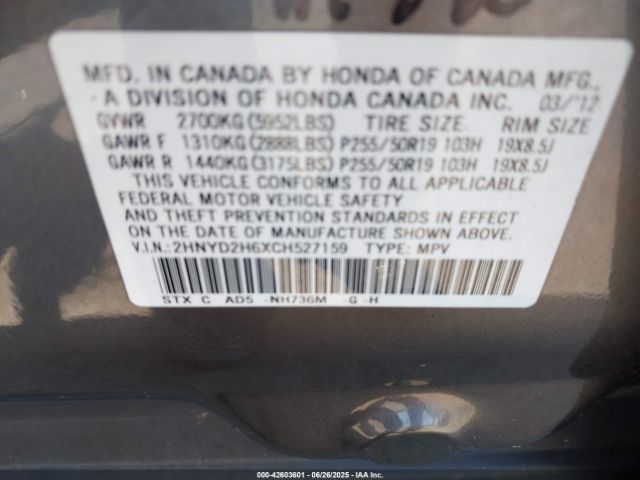 MFD. IN CANADA BY HONDA OF CANADA MFG.,
A DIVISION OF HONDA CANADA INC. 03/'12
GVWR 2700KG(5952LBS) TIRE SIZE RIM SIZE
GAWR F 1310KG(2888LBS) P255/50R19 103H 19X8.5J
GAWR R 1440KG(3175LBS) P255/50R19 103H 19X8.5J
THIS VEHICLE CONFORMS TO ALL APPLICABLE
FEDERAL MOTOR VEHICLE SAFETY
AND THEFT PREVENTION STANDARDS IN EFFECT
ON THE DATE OF MANUFACTURE SHOWN ABOVE.
V.I.N.:2HNYD2H6XCH527159 TYPE: MPV
STX C AD5 -NH736M -G -H
000-42603601 | 06/26/2025 | IAA Inc.